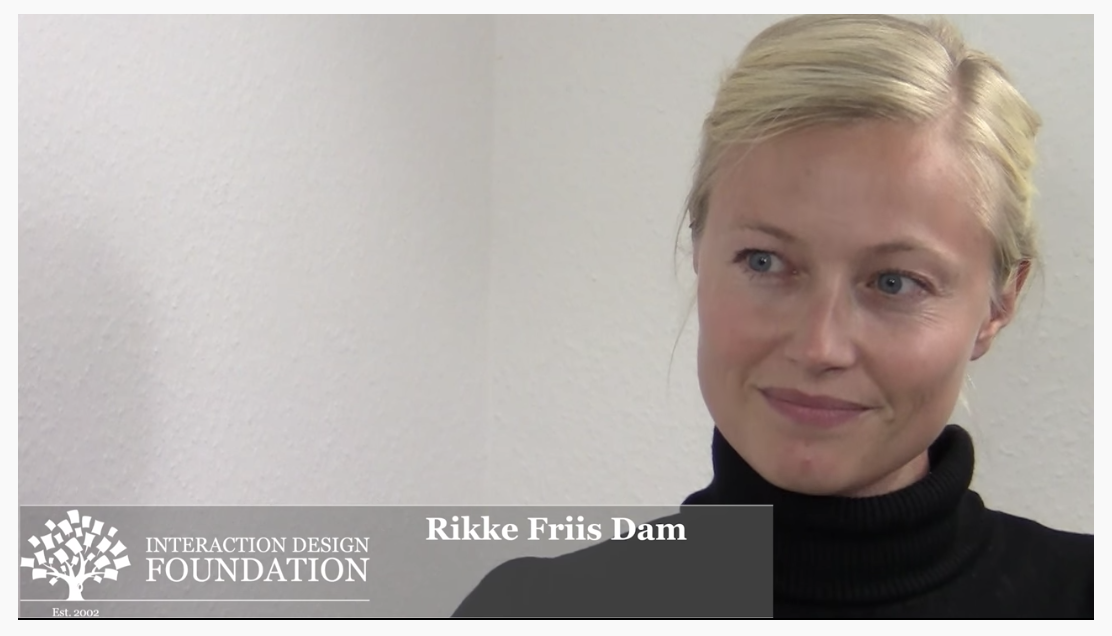 Rikke Friis Dam
INTERACTION DESIGN
FOUNDATION
Est. 2002